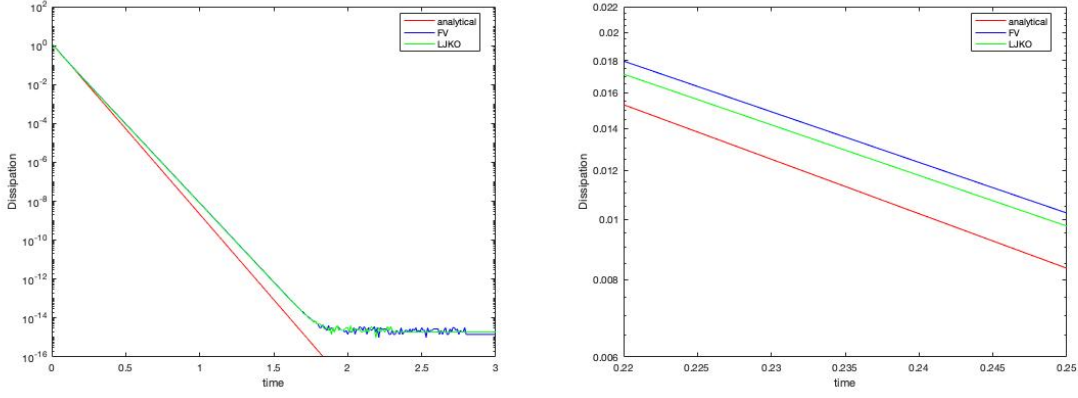 10^2
10^0
10^-2
10^-4
10^-6
10^-8
10^-10
10^-12
10^-14
10^-16
Dissipation
0 0.5 1 1.5 2 2.5 3
time
analytical
FV
LJKO
0.022
0.02
0.018
0.016
0.014
0.012
0.01
0.008
0.006
Dissipation
0.22 0.225 0.23 0.235 0.24 0.245 0.25
time
analytical
FV
LJKO